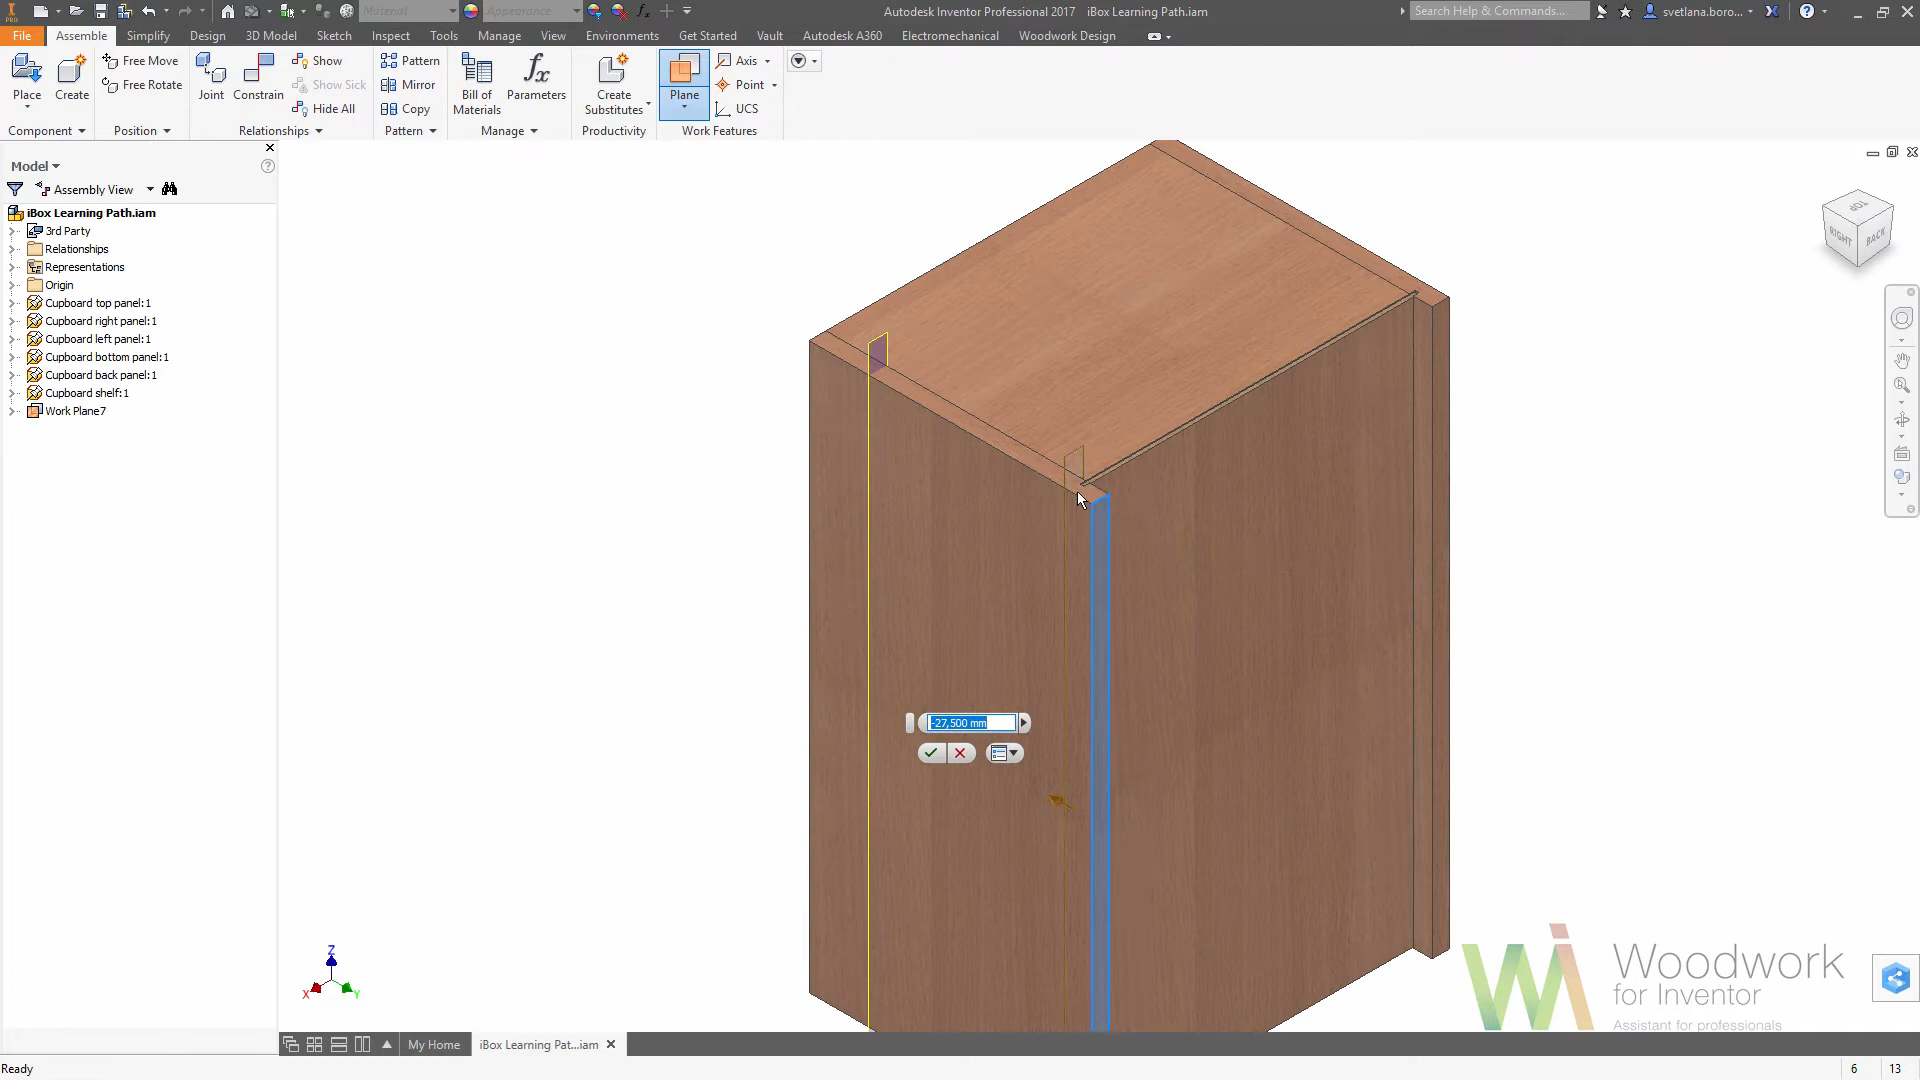 Material
Appearance
Autodesk Inventor Professional 2017 iBox Learning Path.iam
Search Help & Commands...
svetlana.boro...
PRO
File Assemble Simplify Design 3D Model Sketch Inspect Tools Manage View Environments Get Started Vault Autodesk A360 Electromechanical Woodwork Design
Place
Create
Free Move
Free Rotate
Joint
Constrain
Show
Show Sick
Hide All
Pattern
Mirror
Copy
Bill of
Materials
Parameters
Create
Substitutes
Plane
Axis
Point
UCS
Component Position Relationships Pattern Manage Productivity Work Features
Model
Assembly View
iBox Learning Path.iam
3rd Party
Relationships
Representations
Origin
Cupboard top panel:1
Cupboard right panel:1
Cupboard left panel:1
Cupboard bottom panel:1
Cupboard back panel:1
Cupboard shelf:1
Work Plane7
TOP
RIGHT
BACK
-27,500 mm
Z
X
Y
Woodwork
for Inventor
Assistant for professionals
My Home
iBox Learning Pat...iam
Ready
6
13